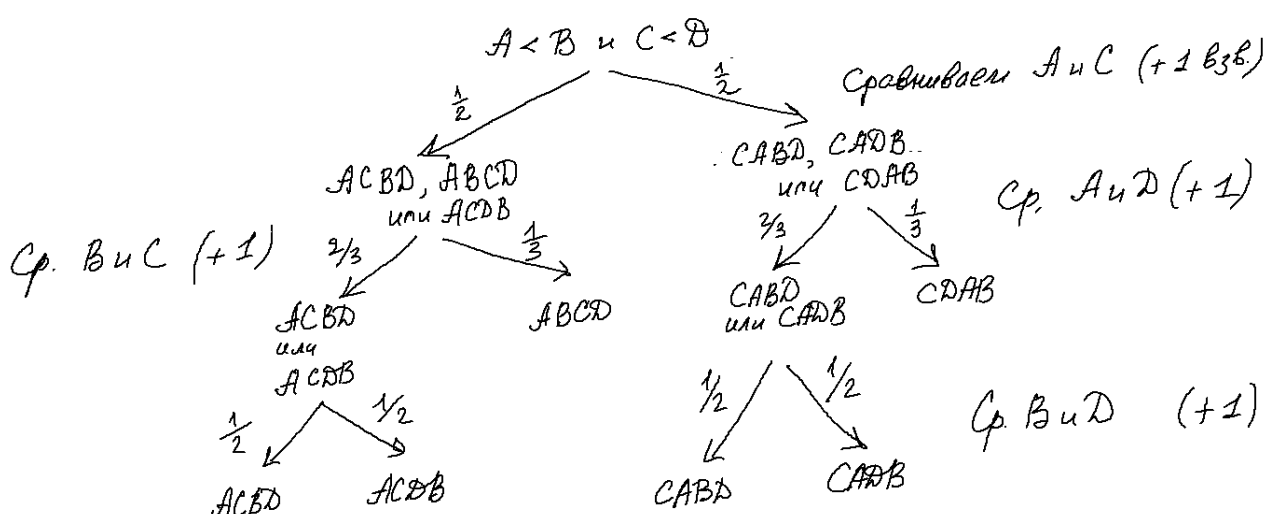 A < B и C < D
Сравниваем A и C (+1 взв.)
1/2
1/2
ACBD, ABCD
или ACDB
CABD, CADB
или CDAB
Ср. A и D (+1)
Ср. B и C (+1)
2/3
1/3
2/3
1/3
ACBD
или
ACDB
ABCD
CABD
или CADB
CDAB
1/2
1/2
1/2
1/2
Ср. B и D (+1)
ACBD
ACDB
CABD
CADB